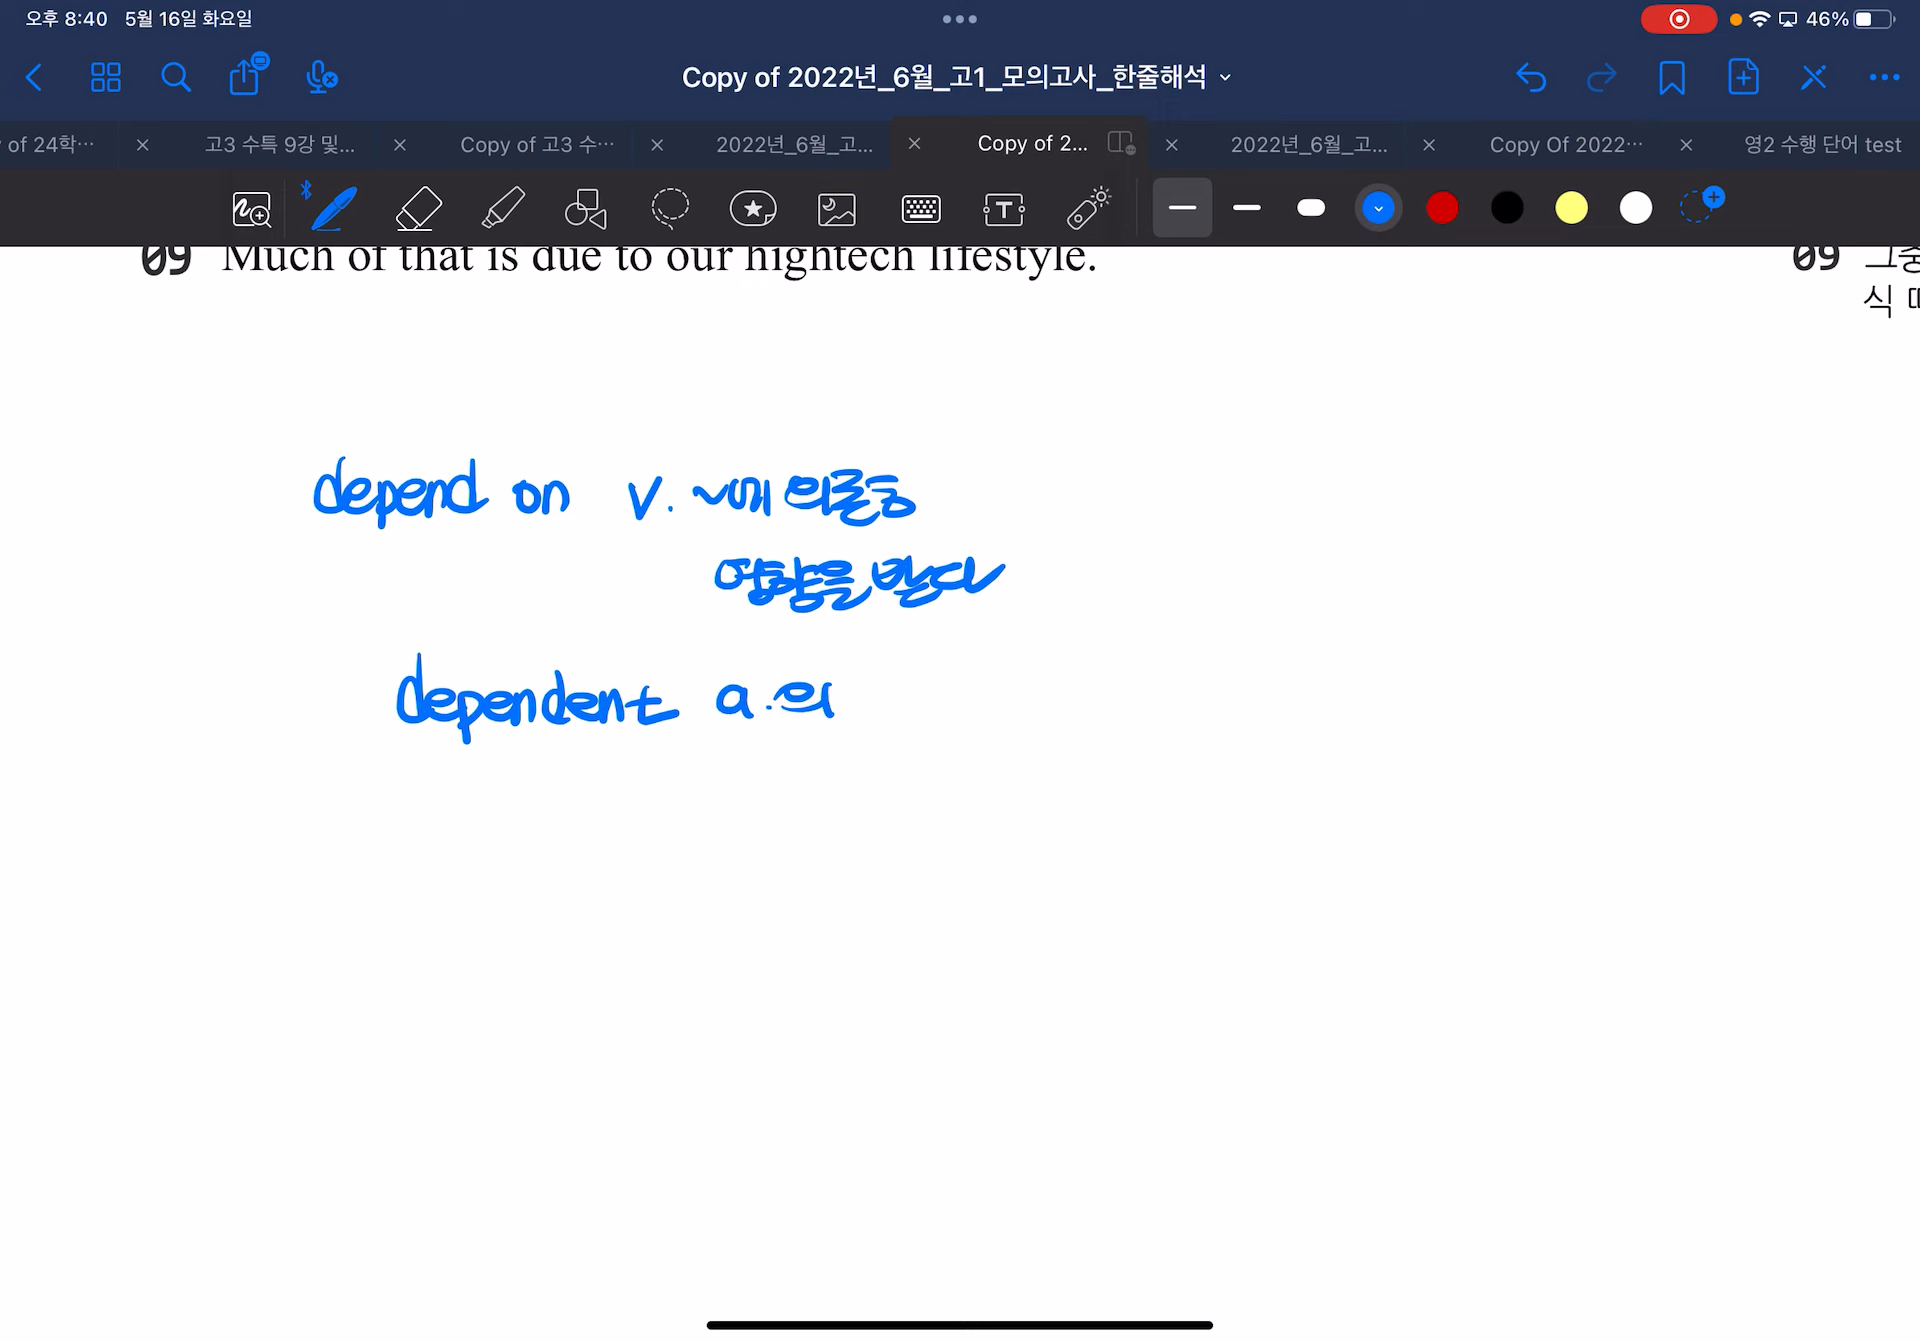 오후 8:40 5월 16일 화요일
46%
Copy of 2022년_6월_고1_모의고사_한줄해석
of 24학…
고3 수특 9강 및...
Copy of 고3 수…
2022년_6월_고...
Copy of 2...
2022년_6월_고...
Copy Of 2022…
영2 수행 단어 test
09 Much of that is due to our hightech lifestyle.
09 그중
식
depend on v. ~에 의존
영향을 받다
dependent a. 의